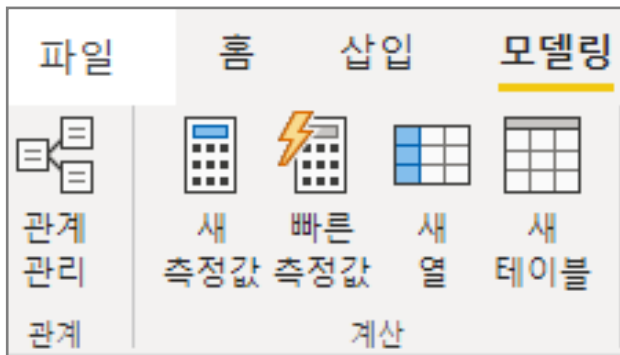 파일 홈 삽입 모델링
관계 새 빠른 새 새
관리 측정값 측정값 열 테이블
관계 계산